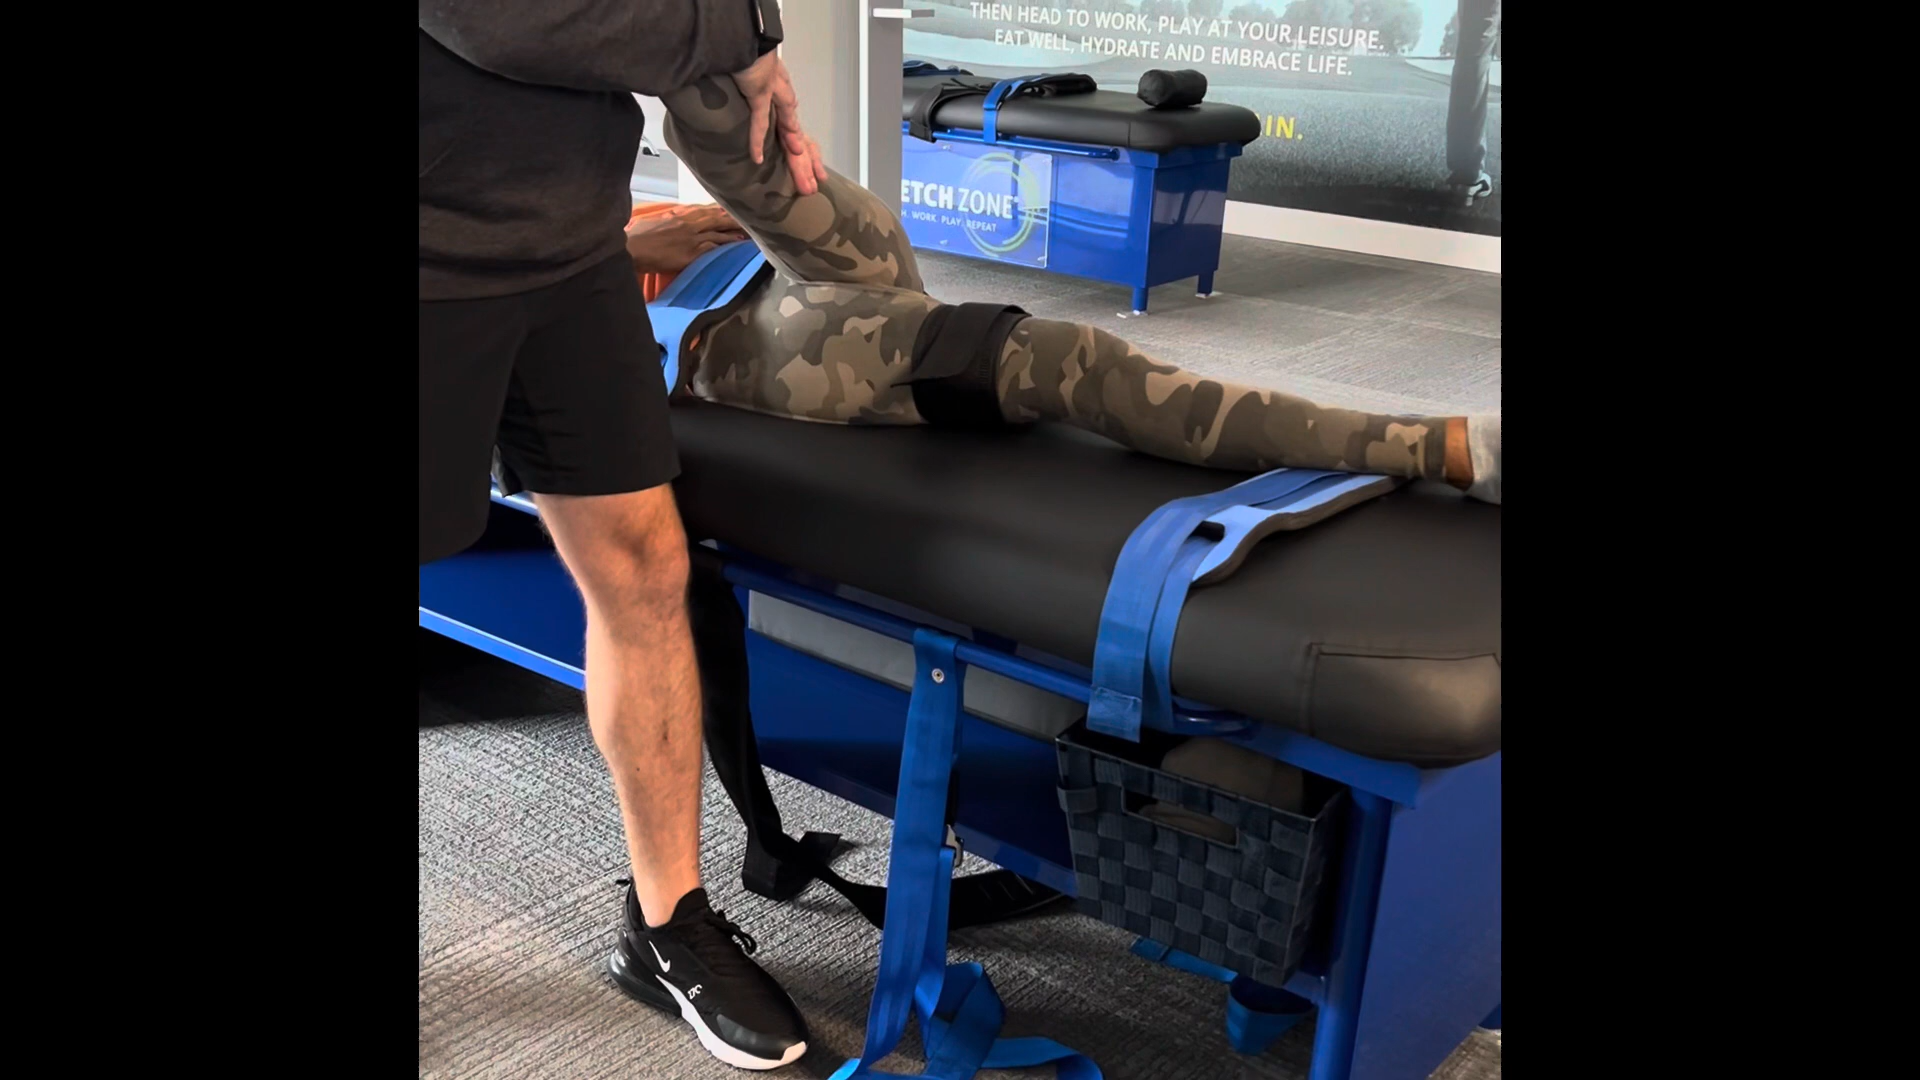 THEN HEAD TO WORK, PLAY AT YOUR LEISURE.
EAT WELL, HYDRATE AND EMBRACE LIFE.
IN.
ETCH ZONE
H. WORK PLAY REPEAT